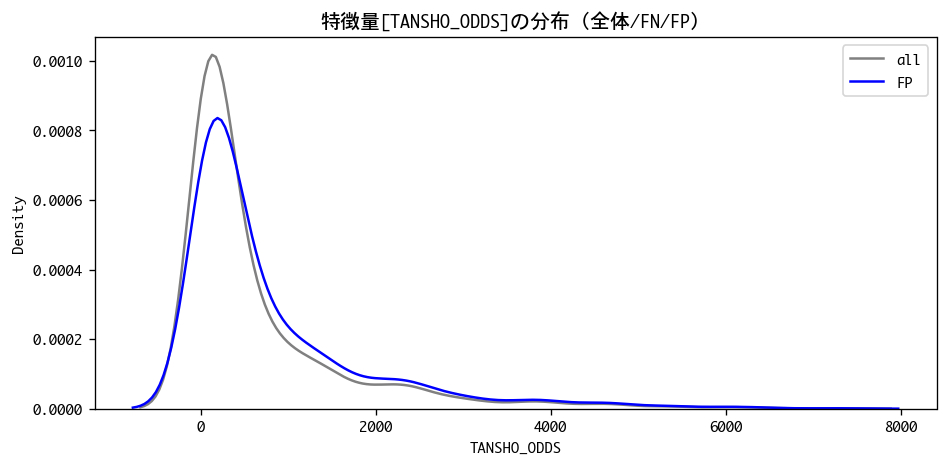 特徴量[TANSHO_ODDS]の分布（全体/FN/FP）
all
FP
Density
0.0010
0.0008
0.0006
0.0004
0.0002
0.0000
0 2000 4000 6000 8000
TANSHO_ODDS